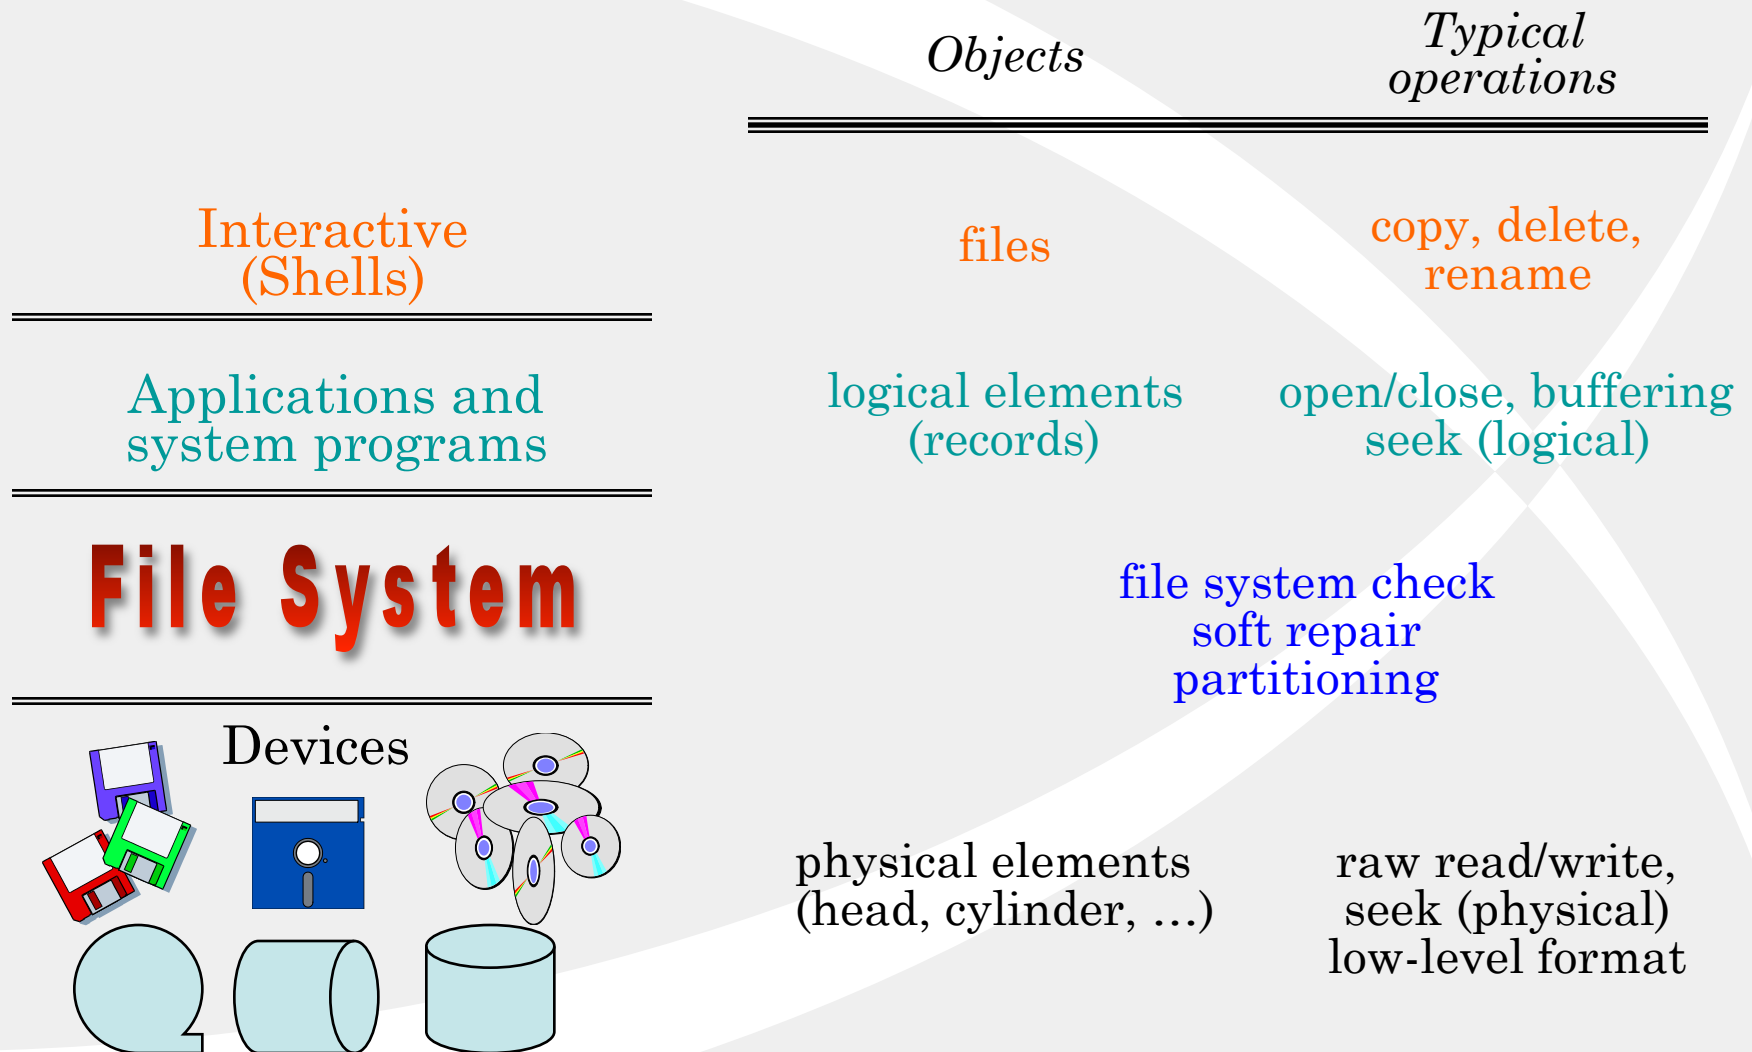 Objects
Typical
operations
Interactive
(Shells)
files
copy, delete,
rename
Applications and
system programs
logical elements
(records)
open/close, buffering
seek (logical)
File System
file system check
soft repair
partitioning
Devices
physical elements
(head, cylinder, …)
raw read/write,
seek (physical)
low-level format